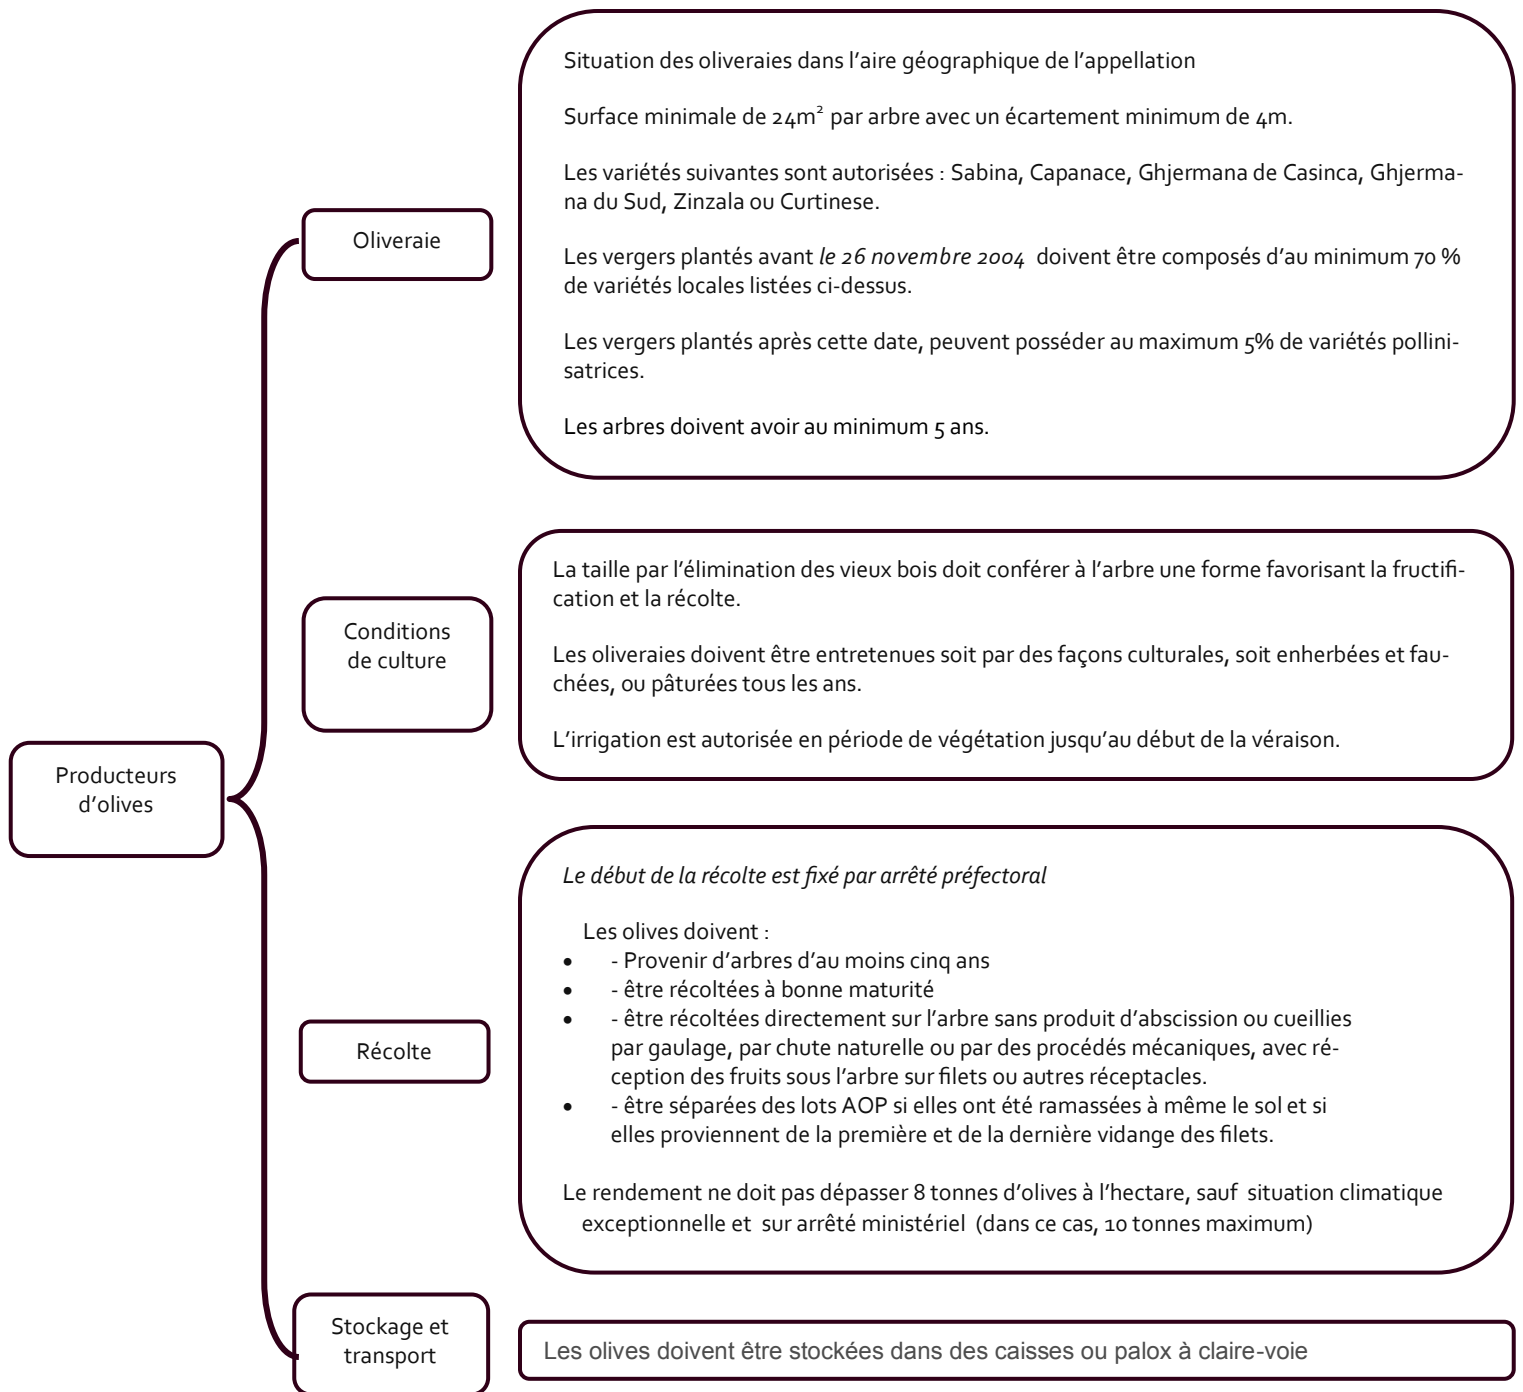 Producteurs
d’olives
Oliveraie
Situation des oliveraies dans l’aire géographique de l’appellation
Surface minimale de 24m² par arbre avec un écartement minimum de 4m.
Les variétés suivantes sont autorisées : Sabina, Capanace, Ghjermana de Casinca, Ghjerma-
na du Sud, Zinzala ou Curtinese.
Les vergers plantés avant le 26 novembre 2004 doivent être composés d’au minimum 70 %
de variétés locales listées ci-dessus.
Les vergers plantés après cette date, peuvent posséder au maximum 5% de variétés pollini-
satrices.
Les arbres doivent avoir au minimum 5 ans.
Conditions
de culture
La taille par l’élimination des vieux bois doit conférer à l’arbre une forme favorisant la fructifi-
cation et la récolte.
Les oliveraies doivent être entretenues soit par des façons culturales, soit enherbées et fau-
chées, ou pâturées tous les ans.
L’irrigation est autorisée en période de végétation jusqu’au début de la véraison.
Récolte
Le début de la récolte est fixé par arrêté préfectoral
Les olives doivent :
• - Provenir d’arbres d’au moins cinq ans
• - être récoltées à bonne maturité
• - être récoltées directement sur l’arbre sans produit d’abscission ou cueillies
par gaulage, par chute naturelle ou par des procédés mécaniques, avec ré-
ception des fruits sous l’arbre sur filets ou autres réceptacles.
• - être séparées des lots AOP si elles ont été ramassées à même le sol et si
elles proviennent de la première et de la dernière vidange des filets.
Le rendement ne doit pas dépasser 8 tonnes d’olives à l’hectare, sauf situation climatique
exceptionnelle et sur arrêté ministériel (dans ce cas, 10 tonnes maximum)
Stockage et
transport
Les olives doivent être stockées dans des caisses ou palox à claire-voie